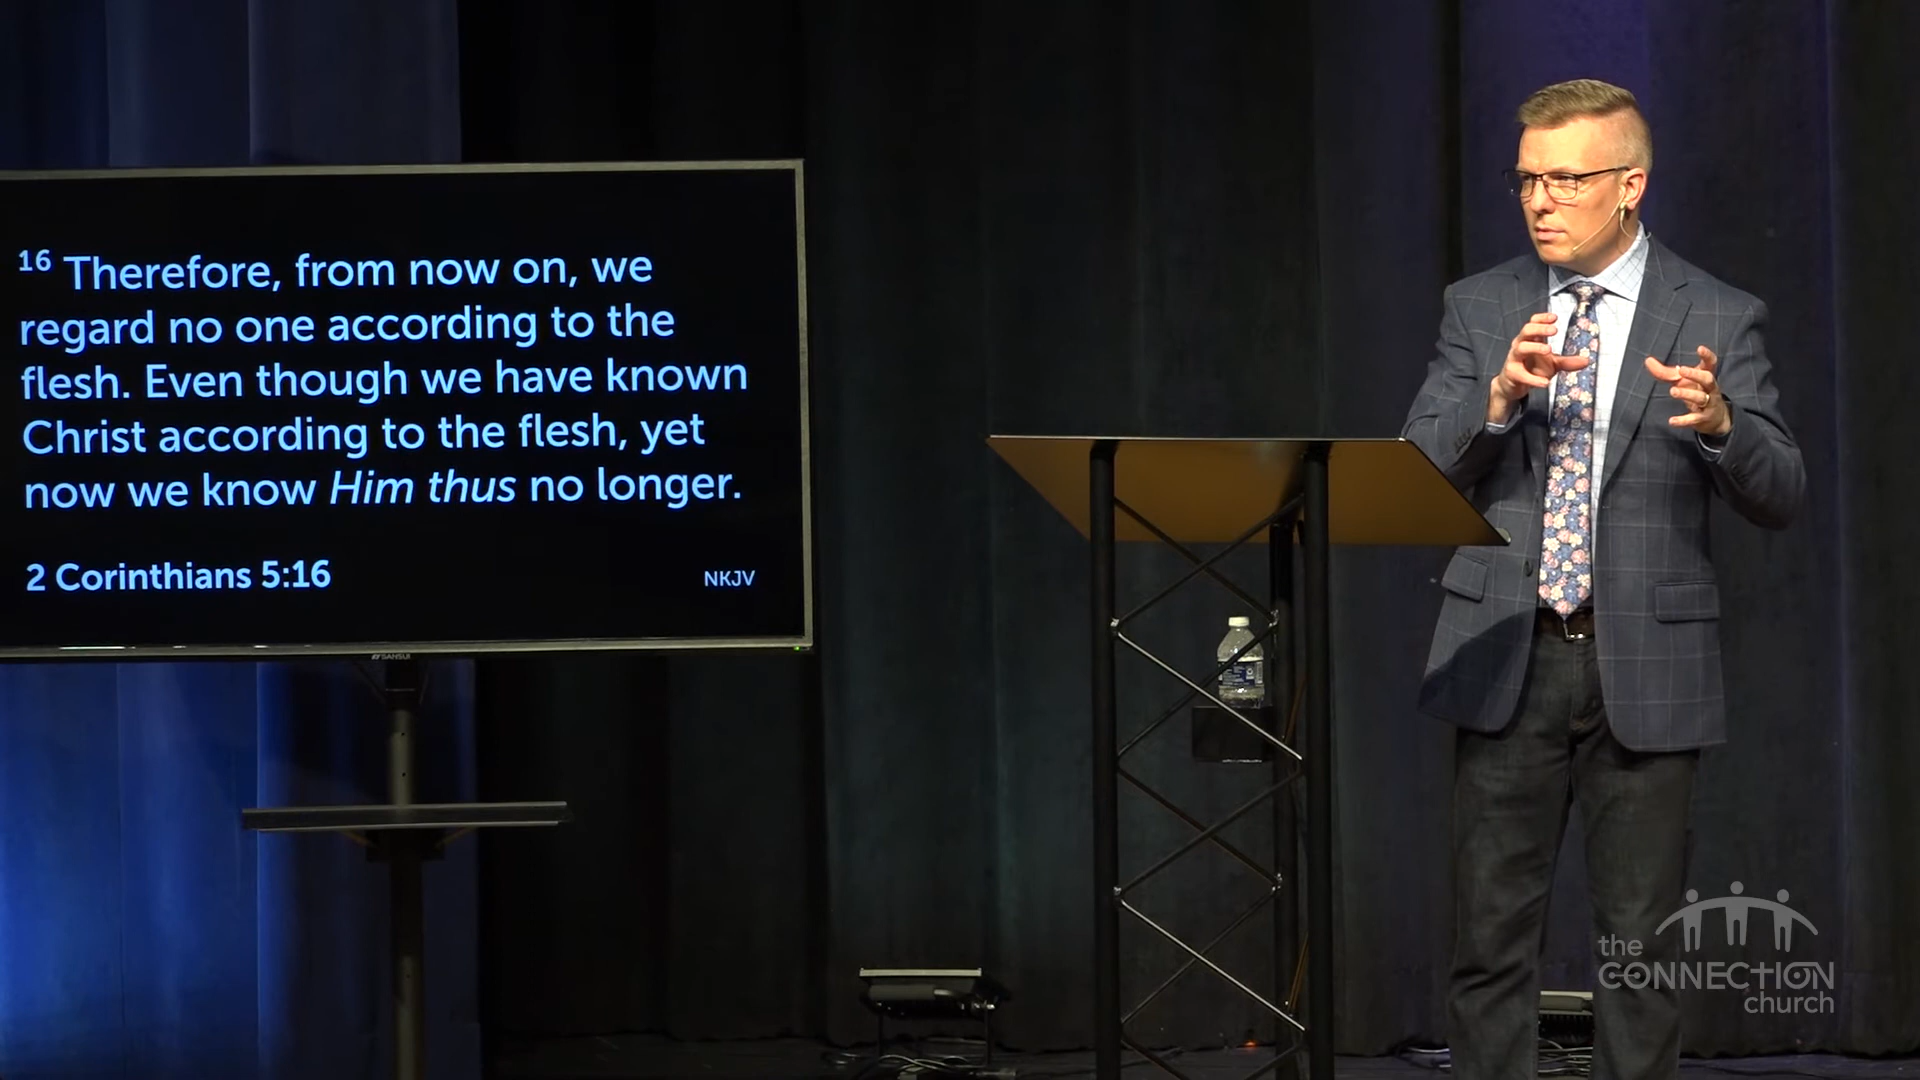 16 Therefore, from now on, we
regard no one according to the
flesh. Even though we have known
Christ according to the flesh, yet
now we know Him thus no longer.
2 Corinthians 5:16
NKJV
SANSUI
the
CONNECTION
church